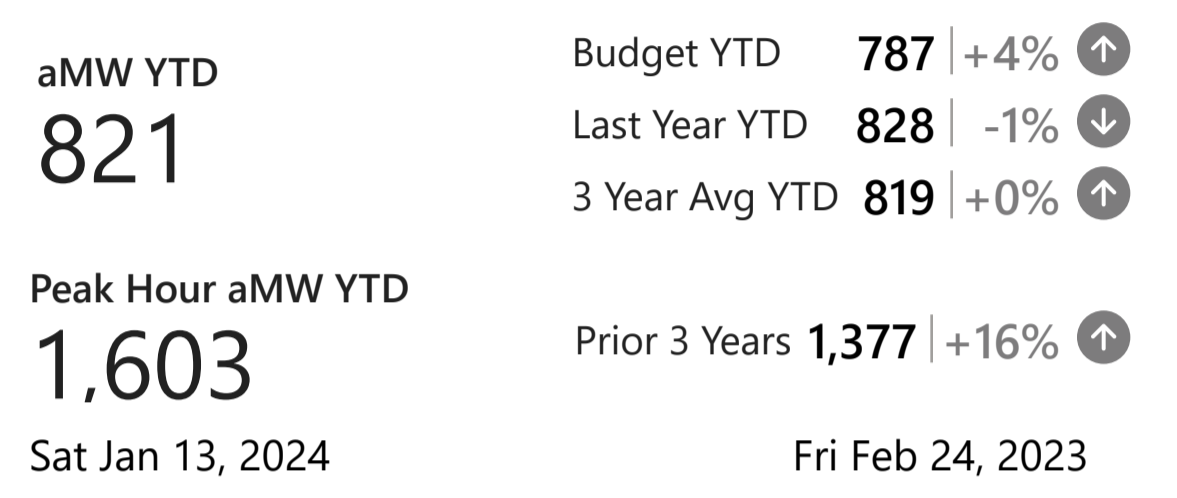 aMW YTD
821
Budget YTD 787 +4%
Last Year YTD 828 -1%
3 Year Avg YTD 819 +0%
Peak Hour aMW YTD
1,603
Sat Jan 13, 2024
Prior 3 Years 1,377 +16%
Fri Feb 24, 2023